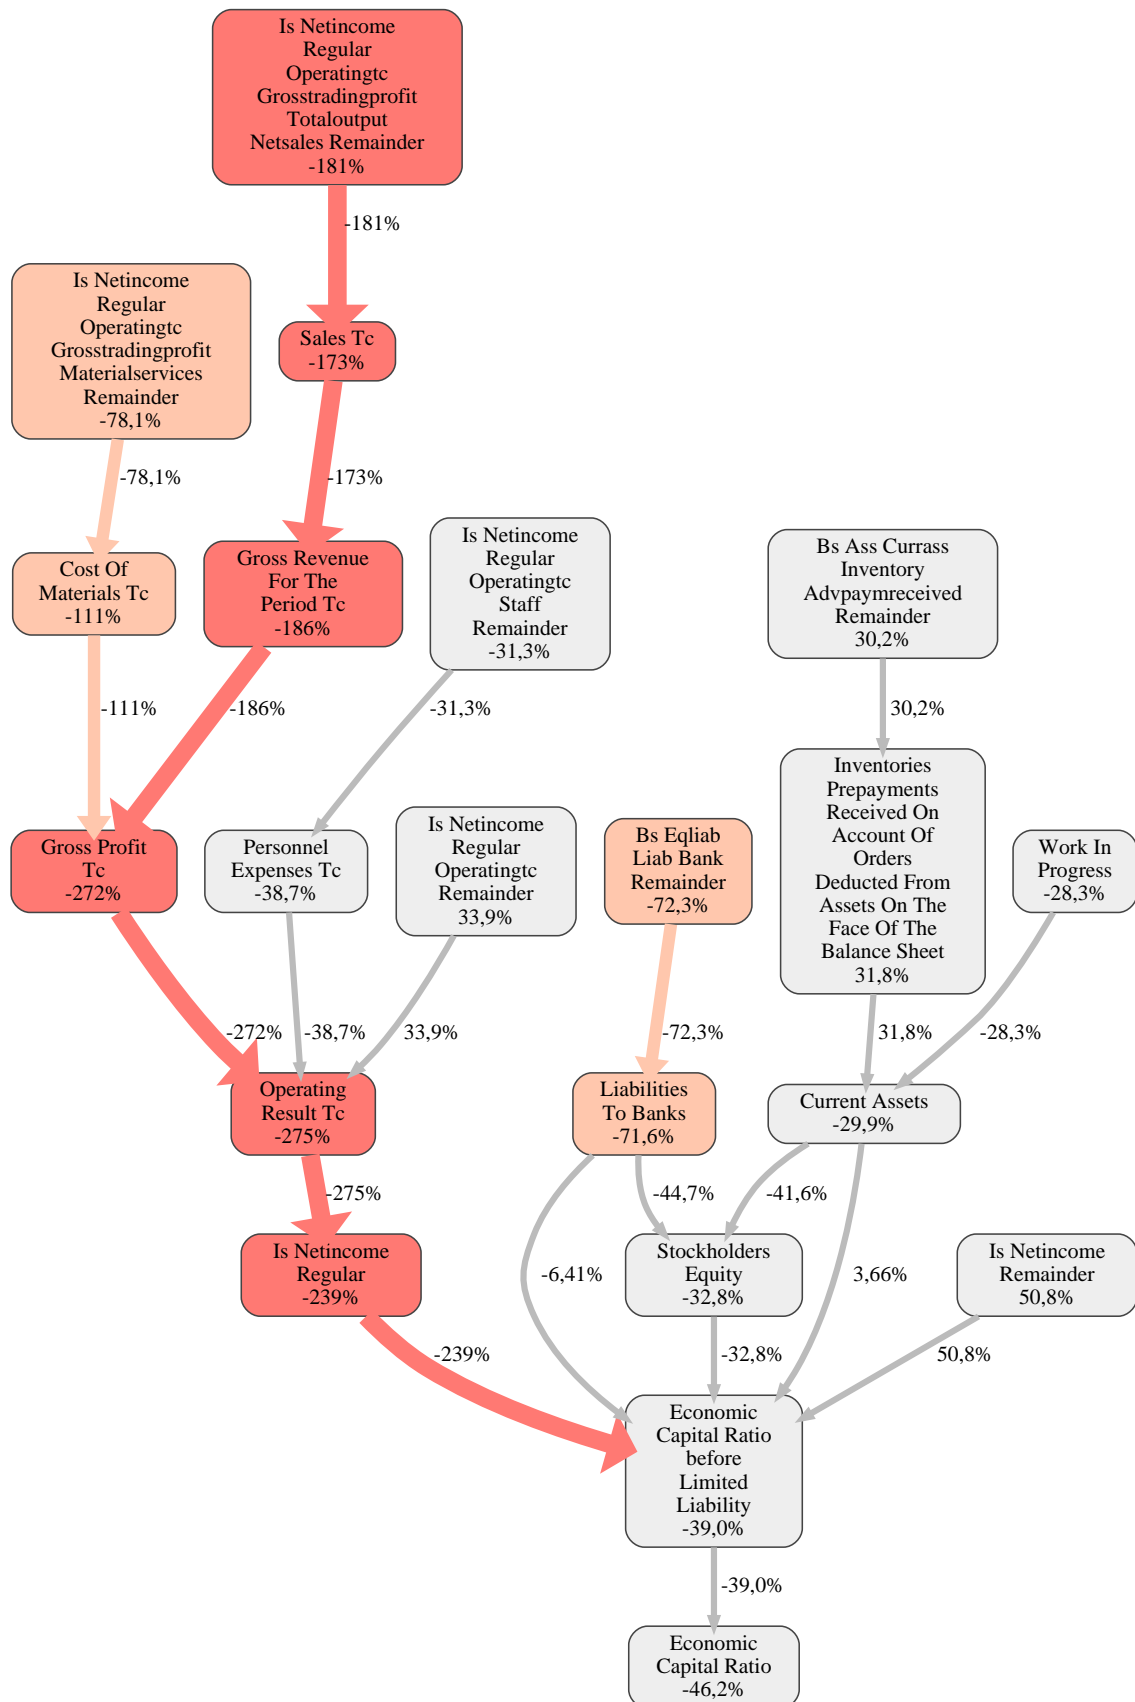 Is Netincome
Regular
Operatingtc
Grosstradingprofit
Totaloutput
Netsales Remainder
-181%
-181%
Is Netincome
Regular
Operatingtc
Grosstradingprofit
Materialservices
Remainder
-78,1%
Sales Tc
-173%
-78,1%
-173%
Cost Of
Materials Tc
-111%
Gross Revenue
For The
Period Tc
-186%
Is Netincome
Regular
Operatingtc
Staff
Remainder
-31,3%
Bs Ass Currass
Inventory
Advpaymreceived
Remainder
30,2%
-111%
-186%
-31,3%
30,2%
Gross Profit
Tc
-272%
Personnel
Expenses Tc
-38,7%
Is Netincome
Regular
Operatingtc
Remainder
33,9%
Bs Eqliab
Liab Bank
Remainder
-72,3%
Inventories
Prepayments
Received On
Account Of
Orders
Deducted From
Assets On The
Face Of The
Balance Sheet
31,8%
Work In
Progress
-28,3%
-272%
-38,7%
33,9%
-72,3%
31,8%
-28,3%
Operating
Result Tc
-275%
Liabilities
To Banks
-71,6%
Current Assets
-29,9%
-275%
-44,7%
-41,6%
Is Netincome
Regular
-239%
-6,41%
Stockholders
Equity
-32,8%
3,66%
Is Netincome
Remainder
50,8%
-239%
-32,8%
50,8%
Economic
Capital Ratio
before
Limited
Liability
-39,0%
-39,0%
Economic
Capital Ratio
-46,2%